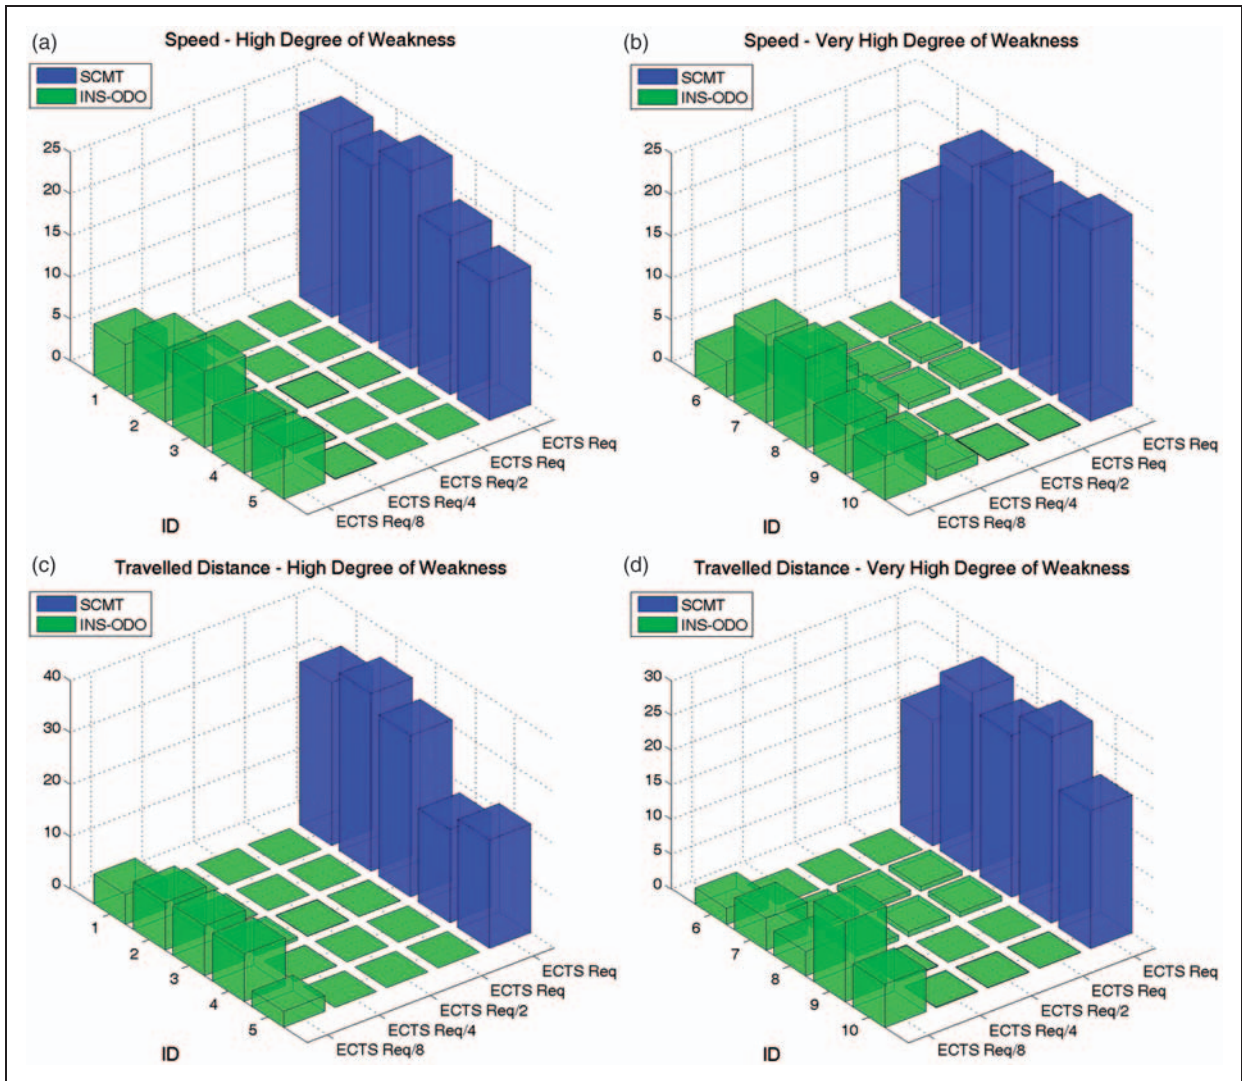 (a)
Speed - High Degree of Weakness
SCMT
INS-ODO
25
20
15
10
5
0
1
2
3
4
5
ID
ECTS Req
ECTS Req
ECTS Req/2
ECTS Req/4
ECTS Req/8
(b)
Speed - Very High Degree of Weakness
SCMT
INS-ODO
25
20
15
10
5
0
6
7
8
9
10
ID
ECTS Req
ECTS Req
ECTS Req/2
ECTS Req/4
ECTS Req/8
(c)
Travelled Distance - High Degree of Weakness
SCMT
INS-ODO
40
30
20
10
0
1
2
3
4
5
ID
ECTS Req
ECTS Req
ECTS Req/2
ECTS Req/4
ECTS Req/8
(d)
Travelled Distance - Very High Degree of Weakness
SCMT
INS-ODO
30
25
20
15
10
5
0
6
7
8
9
10
ID
ECTS Req
ECTS Req
ECTS Req/2
ECTS Req/4
ECTS Req/8